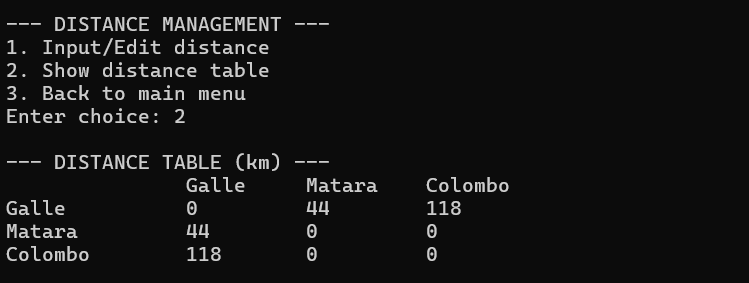 --- DISTANCE MANAGEMENT ---
1. Input/Edit distance
2. Show distance table
3. Back to main menu
Enter choice: 2

--- DISTANCE TABLE (km) ---
               Galle     Matara    Colombo
Galle          0         44        118
Matara         44        0         0
Colombo        118       0         0